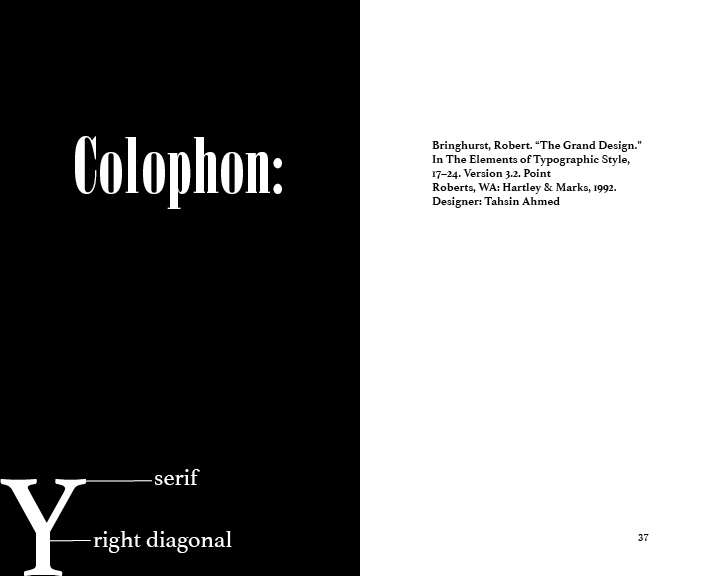 Colophon:
Y
serif
right diagonal
Bringhurst, Robert. “The Grand Design.”
In The Elements of Typographic Style,
17–24. Version 3.2. Point
Roberts, WA: Hartley & Marks, 1992.
Designer: Tahsin Ahmed
37